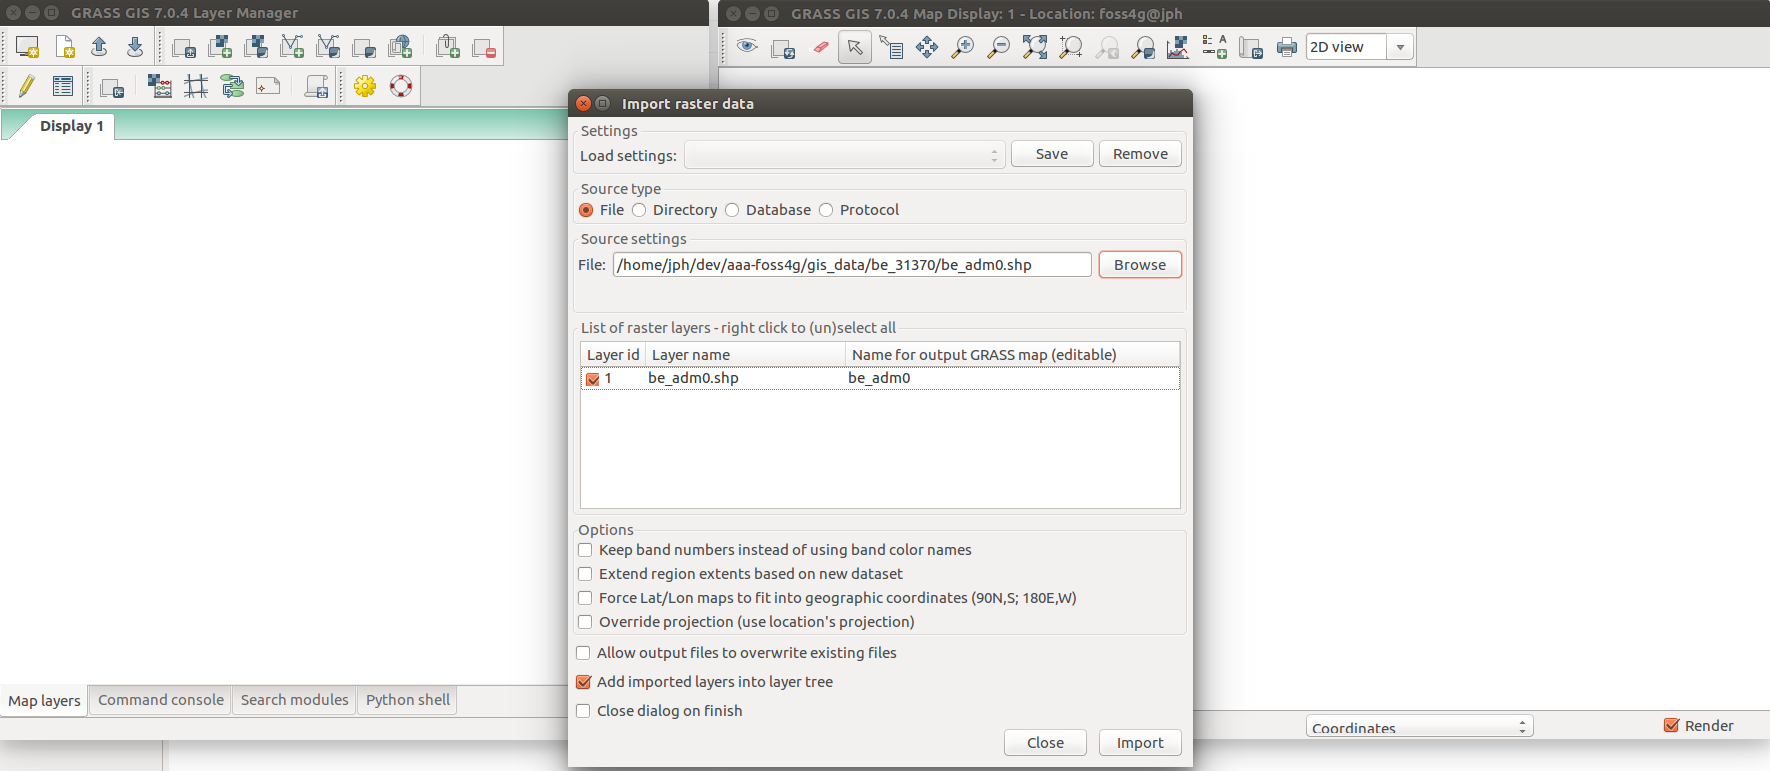 GRASS GIS 7.0.4 Layer Manager
GRASS GIS 7.0.4 Map Display: 1 - Location: foss4g@jph
2D view
Display 1
Import raster data
Settings
Load settings:
Save
Remove
Source type
File
Directory
Database
Protocol
Source settings
File:
/home/jph/dev/aaa-foss4g/gis_data/be_31370/be_adm0.shp
Browse
List of raster layers - right click to (un)select all
Layer id
Layer name
Name for output GRASS map (editable)
1
be_adm0.shp
be_adm0
Options
Keep band numbers instead of using band color names
Extend region extents based on new dataset
Force Lat/Lon maps to fit into geographic coordinates (90N,S; 180E,W)
Override projection (use location's projection)
Allow output files to overwrite existing files
Add imported layers into layer tree
Close dialog on finish
Close
Import
Map layers
Command console
Search modules
Python shell
Coordinates
Render